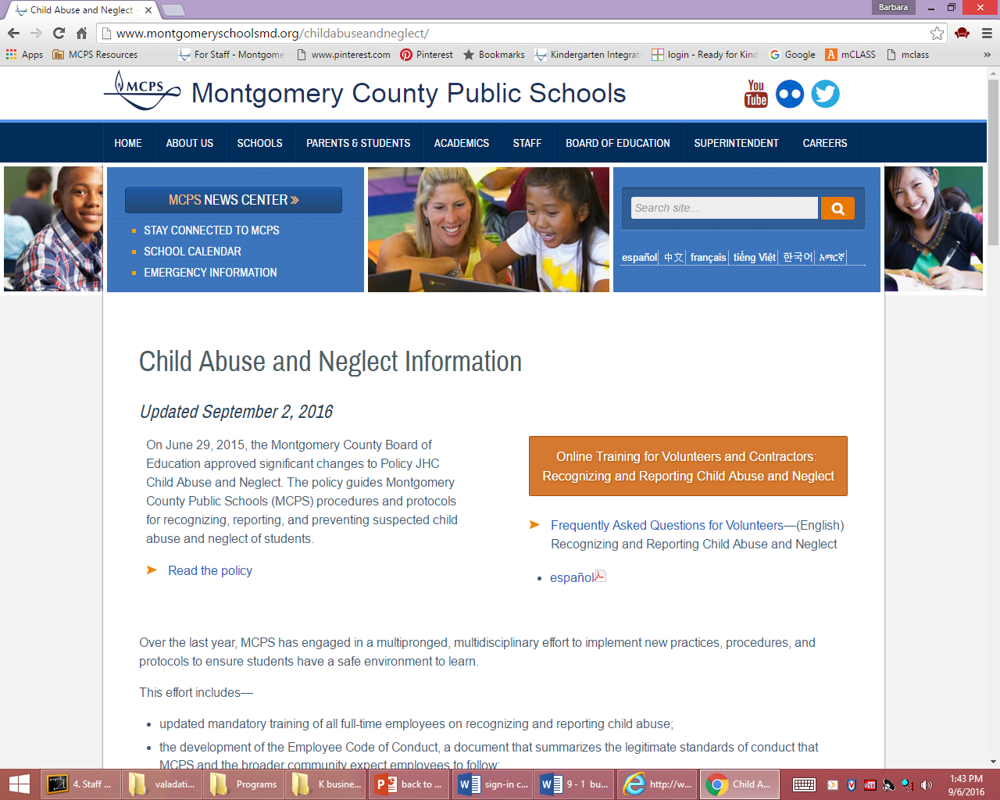 Child Abuse and Neglect
Barbara
www.montgomeryschoolsmd.org/childabuseandneglect/
Apps MCPS Resources For Staff - Montgome www.pinterest.com Pinterest Bookmarks Kindergarten Integrat login - Ready for Kind Google mCLASS mclass »
MCPS Montgomery County Public Schools You Tube
HOME ABOUT US SCHOOLS PARENTS & STUDENTS ACADEMICS STAFF BOARD OF EDUCATION SUPERINTENDENT CAREERS
MCPS NEWS CENTER »
STAY CONNECTED TO MCPS
SCHOOL CALENDAR
EMERGENCY INFORMATION
Search site...
español 中文 français tiếng Việt 한국어 አማርኛ
Child Abuse and Neglect Information
Updated September 2, 2016
On June 29, 2015, the Montgomery County Board of
Education approved significant changes to Policy JHC
Child Abuse and Neglect. The policy guides Montgomery
County Public Schools (MCPS) procedures and protocols
for recognizing, reporting, and preventing suspected child
abuse and neglect of students.
Read the policy
Online Training for Volunteers and Contractors:
Recognizing and Reporting Child Abuse and Neglect
Frequently Asked Questions for Volunteers—(English)
Recognizing and Reporting Child Abuse and Neglect
• español
Over the last year, MCPS has engaged in a multipronged, multidisciplinary effort to implement new practices, procedures, and
protocols to ensure students have a safe environment to learn.
This effort includes—
• updated mandatory training of all full-time employees on recognizing and reporting child abuse;
• the development of the Employee Code of Conduct, a document that summarizes the legitimate standards of conduct that
MCPS and the broader community expect employees to follow;
4. Staff ... valadati... Programs K busine... back to ... sign-in c... 9 - 1 bu... http://w... Child A... 1:43 PM
9/6/2016